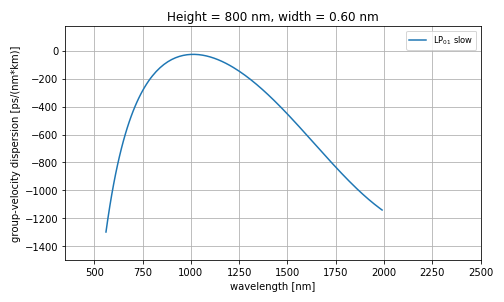 Height = 800 nm, width = 0.60 nm
LP₀₁ slow
group-velocity dispersion [ps/(nm*km)]
0
−200
−400
−600
−800
−1000
−1200
−1400
500 750 1000 1250 1500 1750 2000 2250 2500
wavelength [nm]